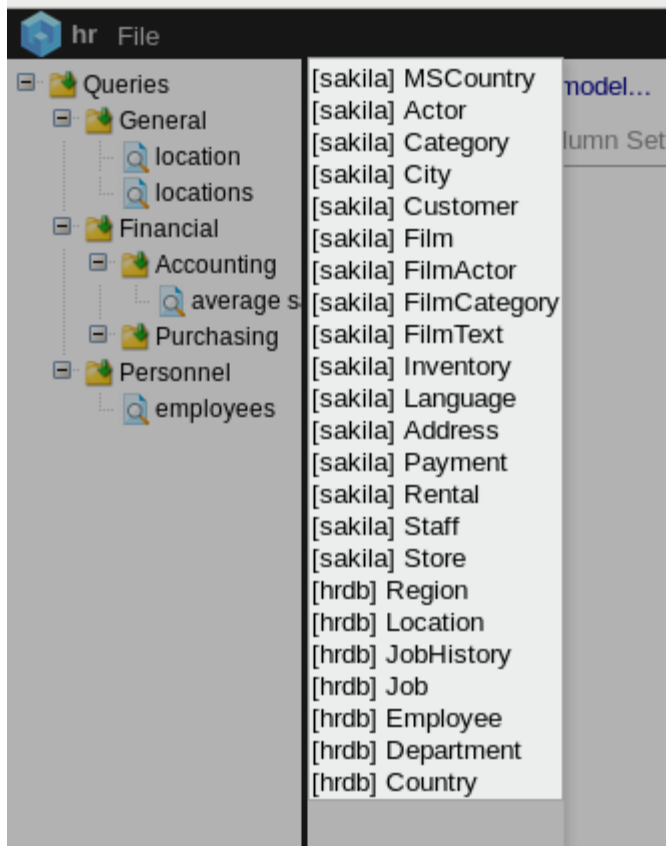 hr File
Queries
General
location
locations
Financial
Accounting
average s
Purchasing
Personnel
employees
[sakila] MSCountry
[sakila] Actor
[sakila] Category
[sakila] City
[sakila] Customer
[sakila] Film
[sakila] FilmActor
[sakila] FilmCategory
[sakila] FilmText
[sakila] Inventory
[sakila] Language
[sakila] Address
[sakila] Payment
[sakila] Rental
[sakila] Staff
[sakila] Store
[hrdb] Region
[hrdb] Location
[hrdb] JobHistory
[hrdb] Job
[hrdb] Employee
[hrdb] Department
[hrdb] Country
model...
lumn Set